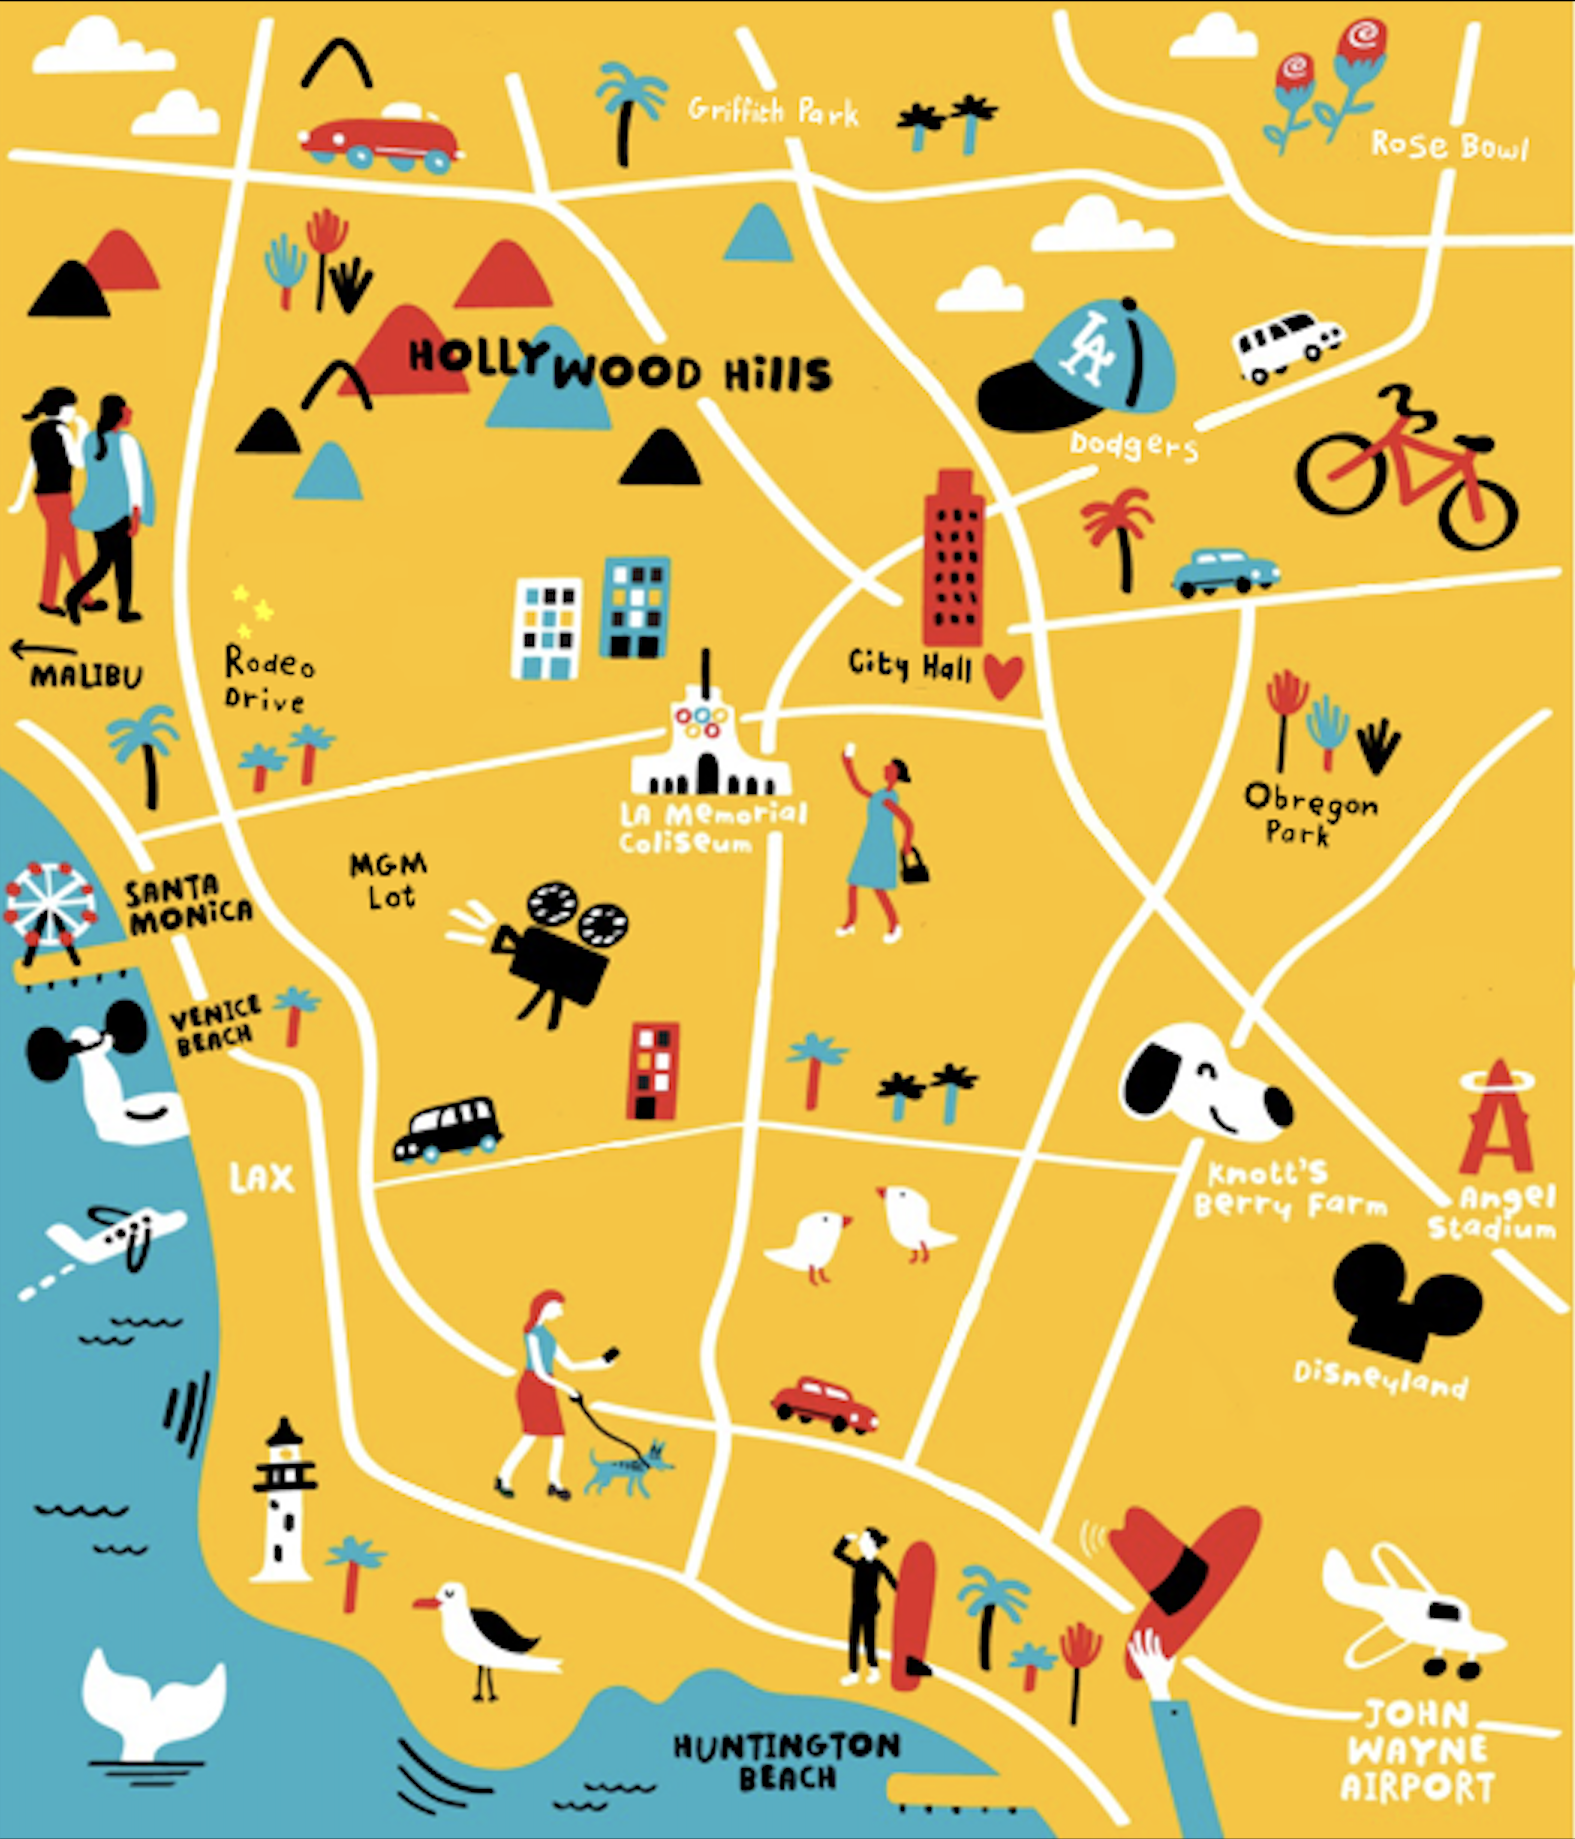 Griffith Park
Rose Bowl
HOLLYWOOD Hills
LA
Dodgers
City Hall
MALIBU
Rodeo
Drive
LA Memorial
Coliseum
Obregon
Park
MGM
Lot
SANTA
MONiCA
VENICE
BEACH
LAX
Knott's
Berry Farm
A
Angel
Stadium
Disneyland
HUNTINGTON
BEACH
JOHN
WAYNE
AIRPORT